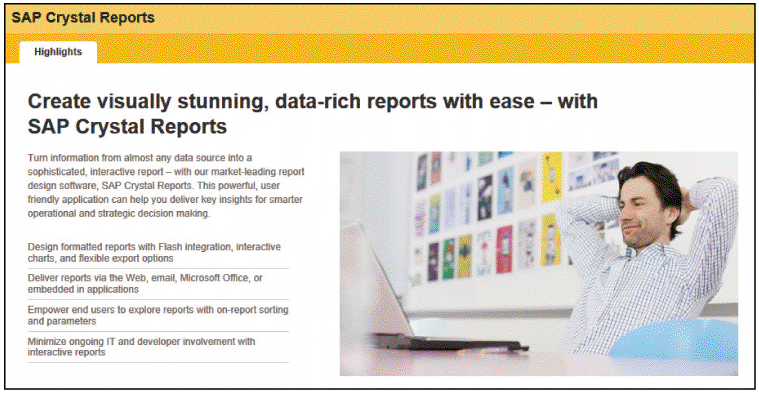 SAP Crystal Reports
Highlights
Create visually stunning, data-rich reports with ease – with
SAP Crystal Reports
Turn information from almost any data source into a
sophisticated, interactive report – with our market-leading report
design software, SAP Crystal Reports. This powerful, user
friendly application can help you deliver key insights for smarter
operational and strategic decision making.
Design formatted reports with Flash integration, interactive
charts, and flexible export options
Deliver reports via the Web, email, Microsoft Office, or
embedded in applications
Empower end users to explore reports with on-report sorting
and parameters
Minimize ongoing IT and developer involvement with
interactive reports